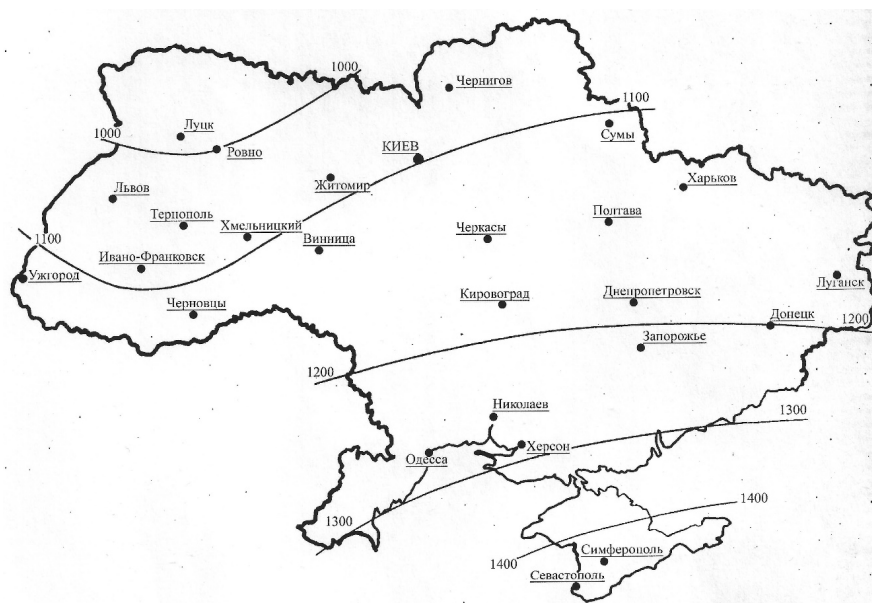 1000
Чернигов
1100
1000
Луцк
Сумы
Ровно
КИЕВ
Житомир
Харьков
Львов
Тернополь
Хмельницкий
Полтава
1100
Винница
Черкасы
Ивано-Франковск
Ужгород
Луганск
Черновцы
Кировоград
Днепропетровск
Донецк
1200
Запорожье
1200
Николаев
1300
Херсон
Одесса
1300
1400
1400
Симферополь
Севастополь